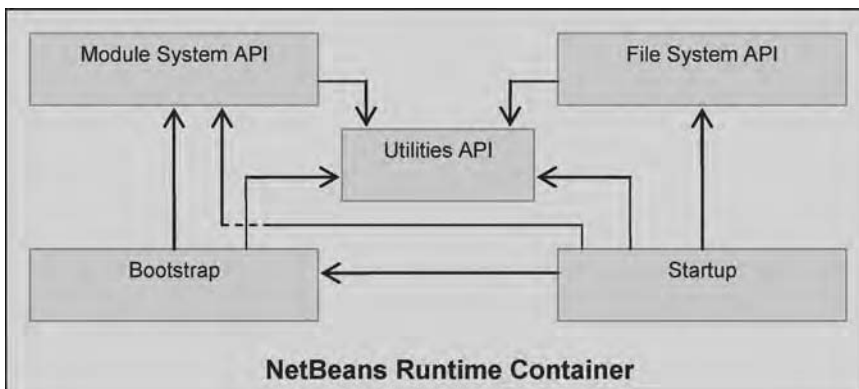 Module System API
File System API
Utilities API
Bootstrap
Startup
NetBeans Runtime Container